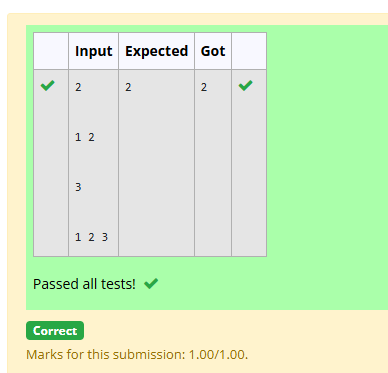 Input Expected Got
2 2 2
1 2
3
1 2 3
Passed all tests!
Correct
Marks for this submission: 1.00/1.00.